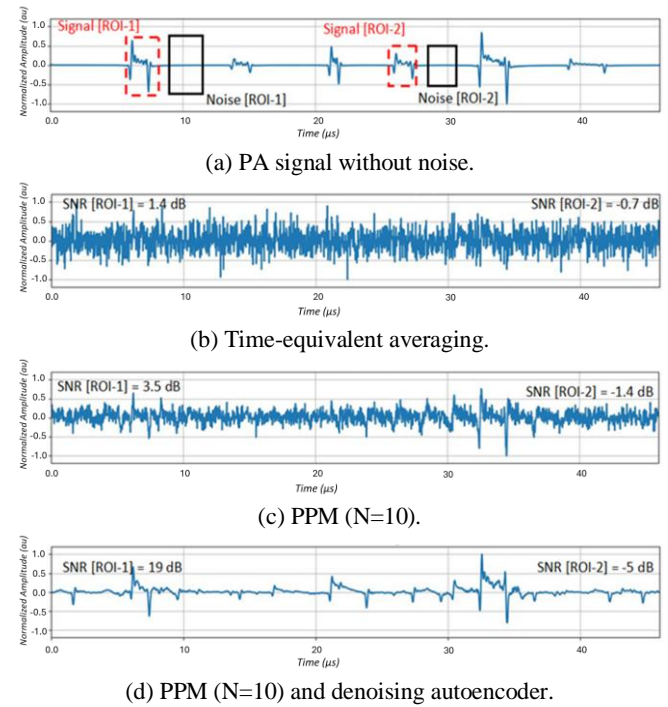 Signal [ROI-1]
Signal [ROI-2]
Normalized Amplitude (au)
1.0
0.5
0.0
-0.5
-1.0
Noise [ROI-1]
Noise [ROI-2]
0.0 10 20 30 40
Time (µs)
(a) PA signal without noise.
Normalized Amplitude (au)
SNR [ROI-1] = 1.4 dB
SNR [ROI-2] = -0.7 dB
1.0
0.5
0.0
-0.5
-1.0
0.0 10 20 30 40
Time (µs)
(b) Time-equivalent averaging.
Normalized Amplitude (au)
SNR [ROI-1] = 3.5 dB
SNR [ROI-2] = -1.4 dB
1.0
0.5
0.0
-0.5
-1.0
0.0 10 20 30 40
Time (µs)
(c) PPM (N=10).
Normalized Amplitude (au)
SNR [ROI-1] = 19 dB
SNR [ROI-2] = -5 dB
1.0
0.5
0.0
-0.5
-1.0
0.0 10 20 30 40
Time (µs)
(d) PPM (N=10) and denoising autoencoder.